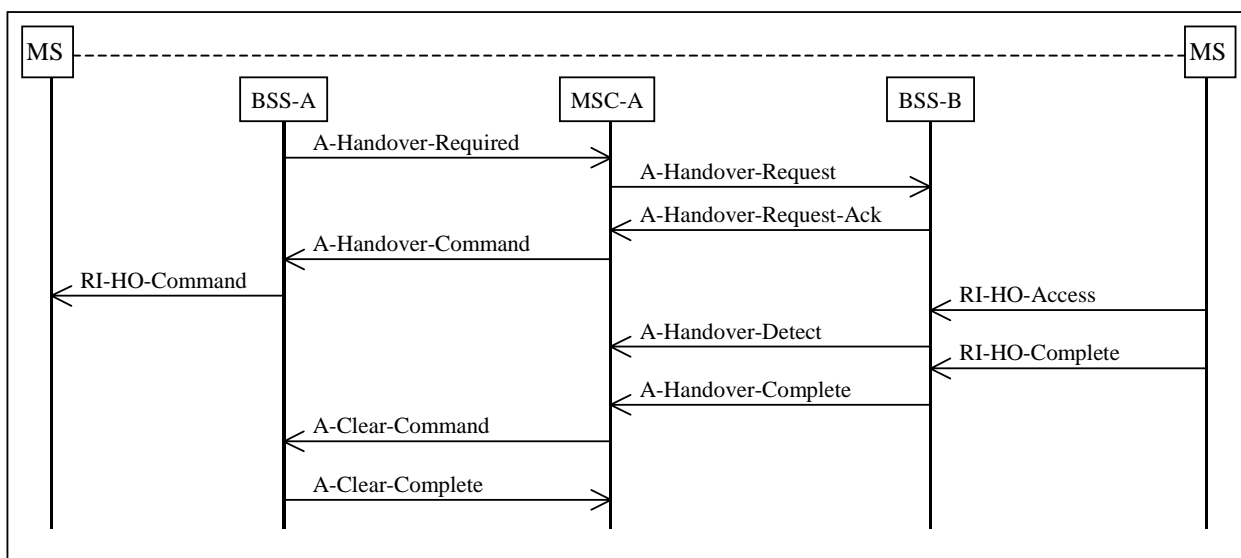 MS
MS
BSS-A
MSC-A
BSS-B
A-Handover-Required
A-Handover-Request
A-Handover-Request-Ack
A-Handover-Command
RI-HO-Command
RI-HO-Access
A-Handover-Detect
RI-HO-Complete
A-Handover-Complete
A-Clear-Command
A-Clear-Complete